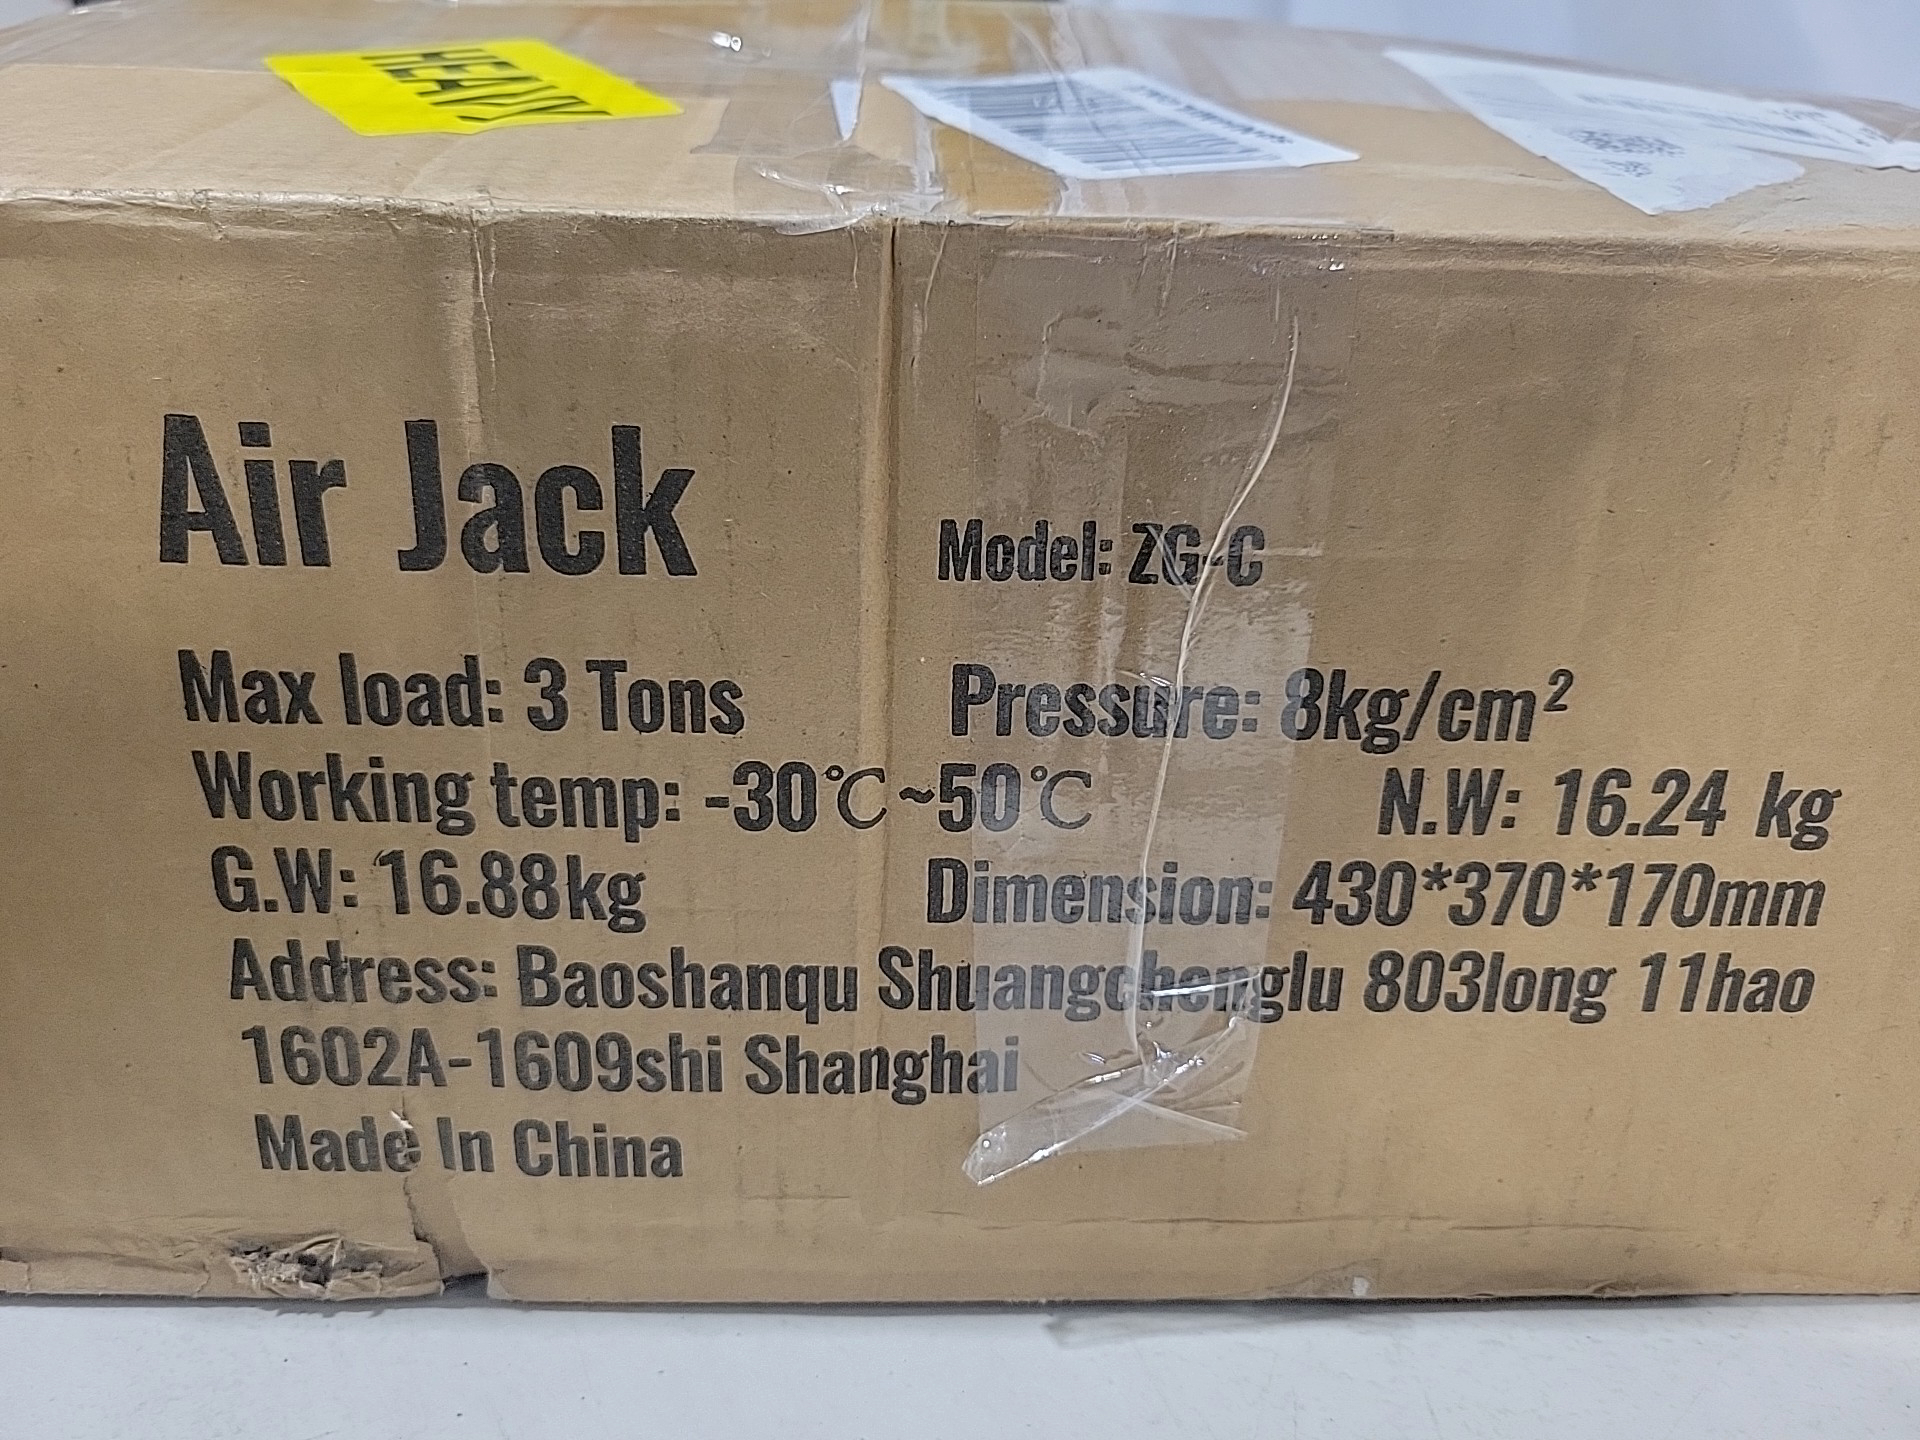 HEAVY
Air Jack
Model: ZG-C
Max load: 3 Tons
Pressure: 8kg/cm²
Working temp: -30℃~50℃
N.W: 16.24 kg
G.W: 16.88kg
Dimension: 430*370*170mm
Address: Baoshanqu Shuangchenglu 803long 11hao
1602A-1609shi Shanghai
Made In China